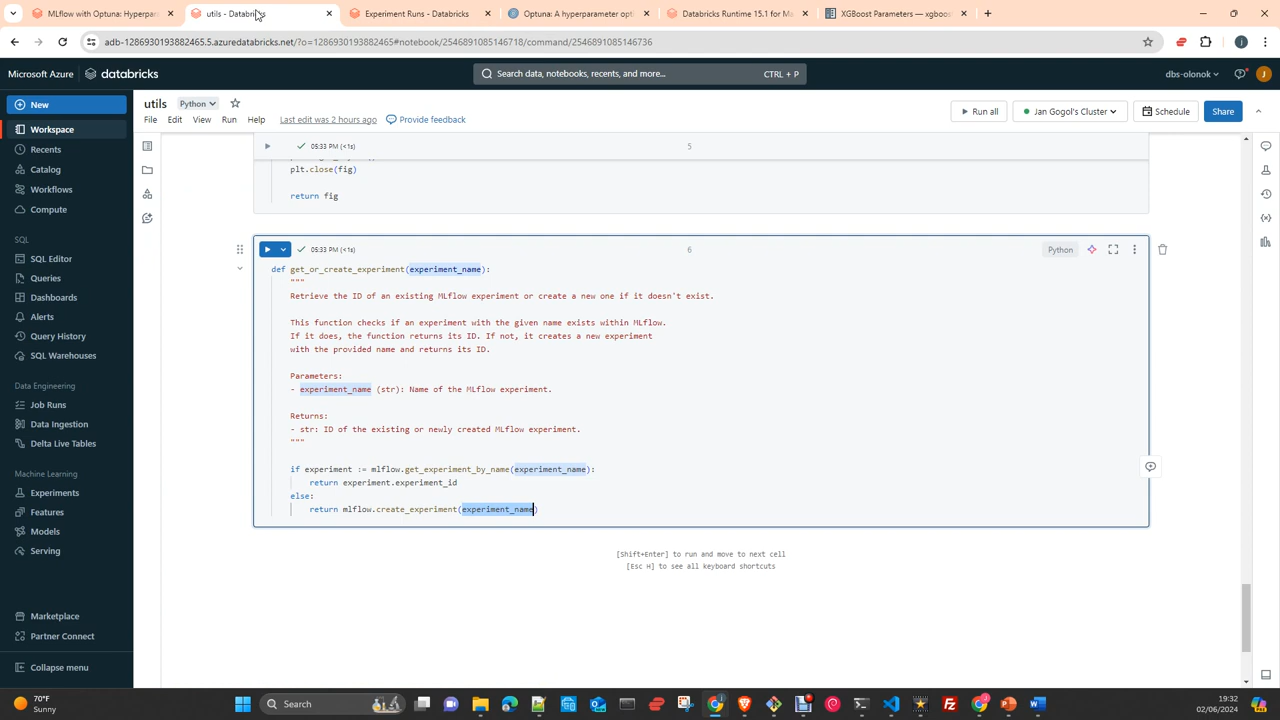 MLflow with Optuna: Hyperpar
utils - Databricks
Experiment Runs - Databricks
Optuna: A hyperparameter opti
Databricks Runtime 15.1 for Ma
XGBoost Parameters — xgboos
adb-1286930193882465.5.azuredatabricks.net/?o=1286930193882465#notebook/2546891085146718/command/2546891085146736
Microsoft Azure
databricks
Search data, notebooks, recents, and more...
CTRL + P
dbs-olonok
J
New
Workspace
Recents
Catalog
Workflows
Compute
SQL
SQL Editor
Queries
Dashboards
Alerts
Query History
SQL Warehouses
Data Engineering
Job Runs
Data Ingestion
Delta Live Tables
Machine Learning
Experiments
Features
Models
Serving
Marketplace
Partner Connect
Collapse menu
utils
Python
File Edit View Run Help
Last edit was 2 hours ago
Provide feedback
Run all
Jan Gogol's Cluster
Schedule
Share
05:33 PM (<1s)
5
plt.close(fig)
return fig
05:33 PM (<1s)
6
Python
def get_or_create_experiment(experiment_name):
"""
Retrieve the ID of an existing MLflow experiment or create a new one if it doesn't exist.
This function checks if an experiment with the given name exists within MLflow.
If it does, the function returns its ID. If not, it creates a new experiment
with the provided name and returns its ID.
Parameters:
- experiment_name (str): Name of the MLflow experiment.
Returns:
- str: ID of the existing or newly created MLflow experiment.
"""
if experiment := mlflow.get_experiment_by_name(experiment_name):
return experiment.experiment_id
else:
return mlflow.create_experiment(experiment_name)
[Shift+Enter] to run and move to next cell
[Esc H] to see all keyboard shortcuts
70°F
Sunny
Search
19:32
02/06/2024